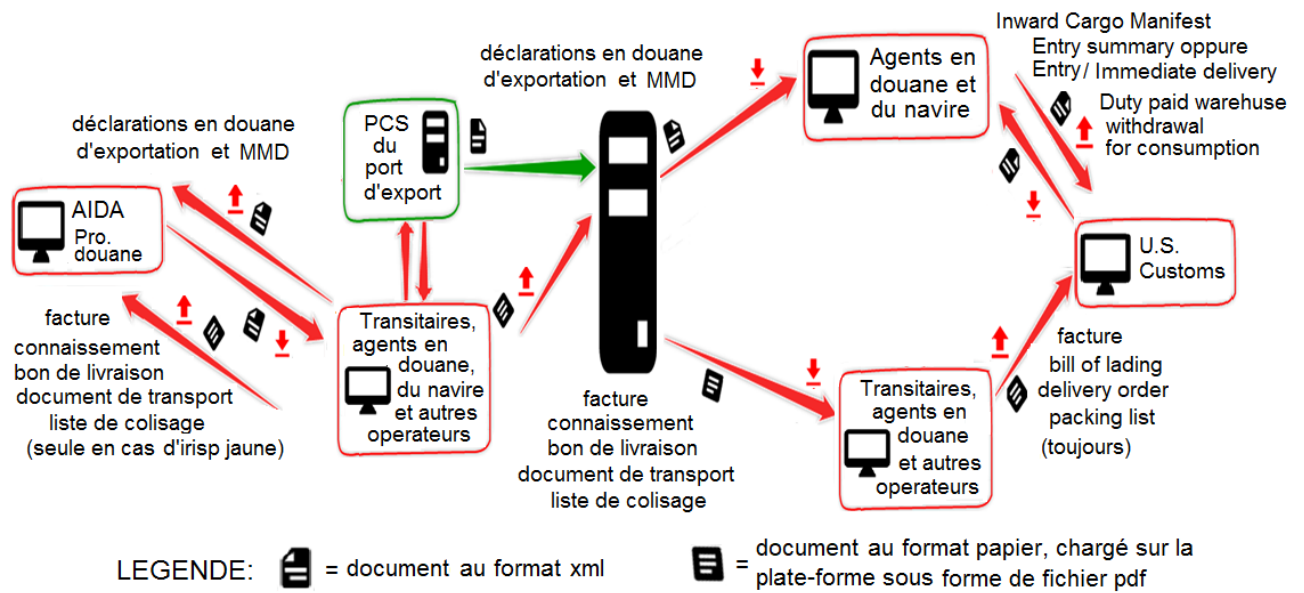 déclarations en douane
d'exportation et MMD
AIDA
Pro.
douane
facture
connaissement
bon de livraison
document de transport
liste de colisage
(seule en cas d'irisp jaune)
PCS
du
port
d'export
Transitaires,
agents en
douane,
du navire
et autres
operateurs
déclarations en douane
d'exportation et MMD
facture
connaissement
bon de livraison
document de transport
liste de colisage
Agents en
douane et
du navire
Inward Cargo Manifest
Entry summary oppure
Entry/ Immediate delivery
Duty paid warehuse
withdrawal
for consumption
U.S.
Customs
Transitaires,
agents en
douane
et autres
operateurs
facture
bill of lading
delivery order
packing list
(toujours)
LEGENDE:
= document au format xml
= document au format papier, chargé sur la
plate-forme sous forme de fichier pdf